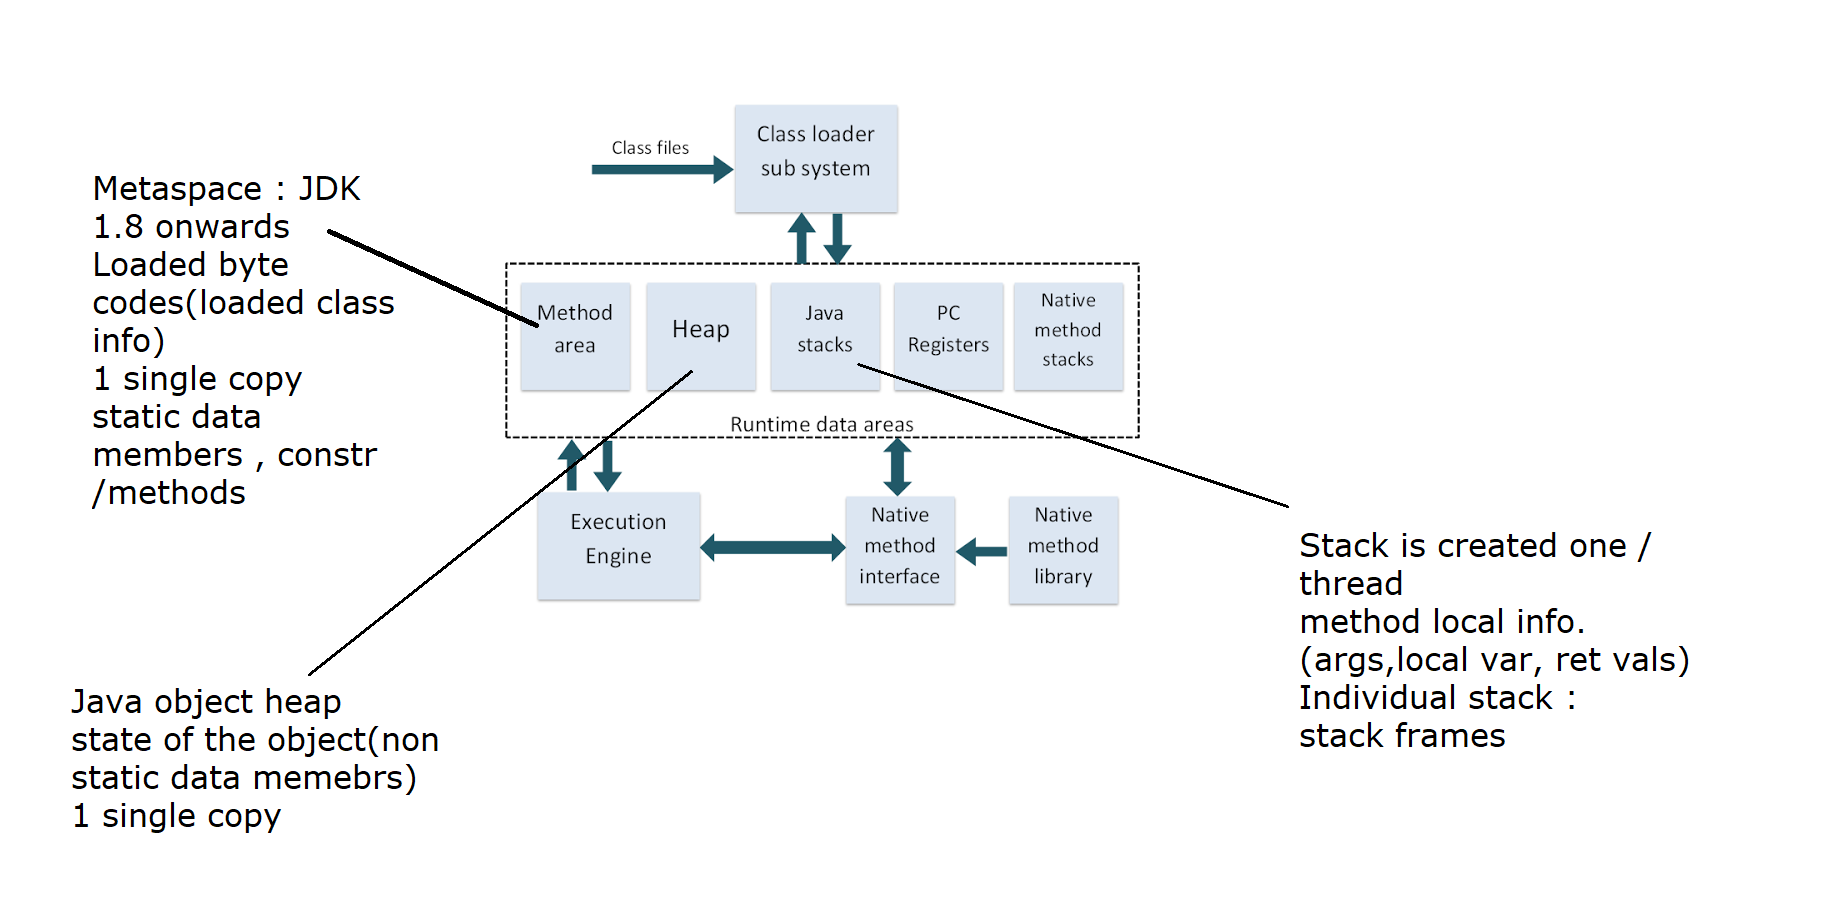 Class files
Class loader
sub system
Metaspace : JDK
1.8 onwards
Loaded byte
codes(loaded class
info)
1 single copy
static data
members , constr
/methods
Method
area
Heap
Java
stacks
PC
Registers
Native
method
stacks
Runtime data areas
Execution
Engine
Native
method
interface
Native
method
library
Stack is created one /
thread
method local info.
(args,local var, ret vals)
Individual stack :
stack frames
Java object heap
state of the object(non
static data memebrs)
1 single copy